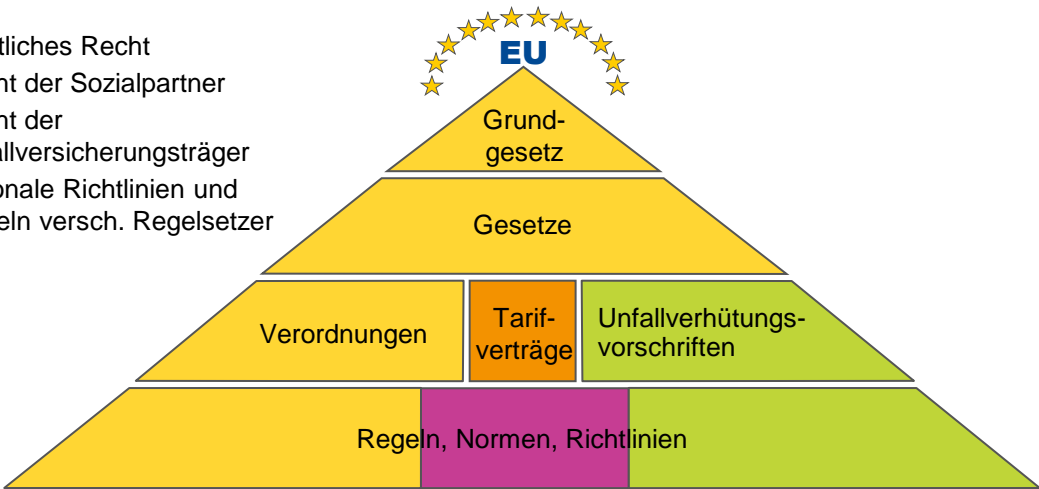 tliches Recht
nt der Sozialpartner
nt der
allversicherungsträger
onale Richtlinien und
eln versch. Regelsetzer
EU
Grund-
gesetz
Gesetze
Verordnungen
Tarif-
verträge
Unfallverhütungs-
vorschriften
Regeln, Normen, Richtlinien